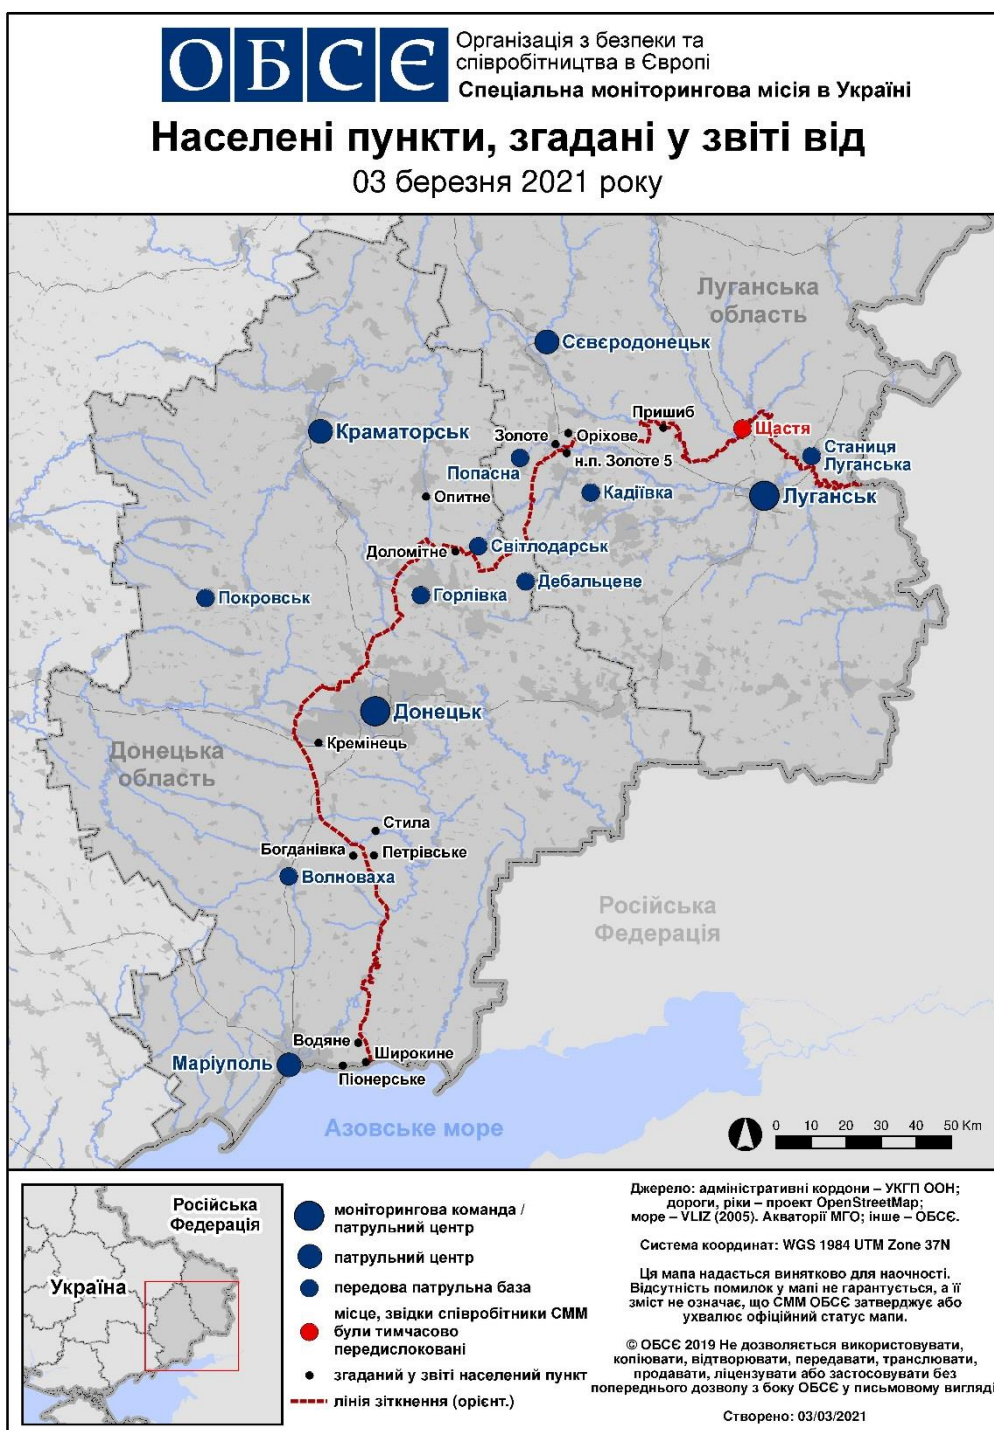 ОБСЄ
Організація з безпеки та
співробітництва в Європі
Спеціальна моніторингова місія в Україні
Населені пункти, згадані у звіті від
03 березня 2021 року
Луганська
область
Сєвєродонецьк
Пришиб
Щастя
Краматорськ
Золоте
Оріхове
Станиця
Луганська
Попасна
н.п. Золоте 5
Кадіївка
Луганськ
Опитне
Доломітне
Світлодарськ
Дебальцеве
Покровськ
Горлівка
Донецьк
Кремінець
Донецька
область
Стила
Богданівка
Петрівське
Волноваха
Російська
Федерація
Водяне
Широкине
Маріуполь
Піонерське
Азовське море
0 10 20 30 40 50 Km
Російська
Федерація
Україна
моніторингова команда /
патрульний центр
патрульний центр
передова патрульна база
місце, звідки співробітники СММ
були тимчасово
передислоковані
згаданий у звіті населений пункт
лінія зіткнення (орієнт.)
Джерело: адміністративні кордони – УКГП ООН;
дороги, ріки – проект OpenStreetMap;
море – VLIZ (2005). Акваторії МГО; інше – ОБСЄ.
Система координат: WGS 1984 UTM Zone 37N
Ця мапа надається винятково для наочності.
Відсутність помилок у мапі не гарантується, а її
зміст не означає, що СММ ОБСЄ затверджує або
ухвалює офіційний статус мапи.
© ОБСЄ 2019 Не дозволяється використовувати,
копіювати, відтворювати, передавати, транслювати,
продавати, ліцензувати або застосовувати без
попереднього дозволу з боку ОБСЄ у письмовому вигляді
Створено: 03/03/2021